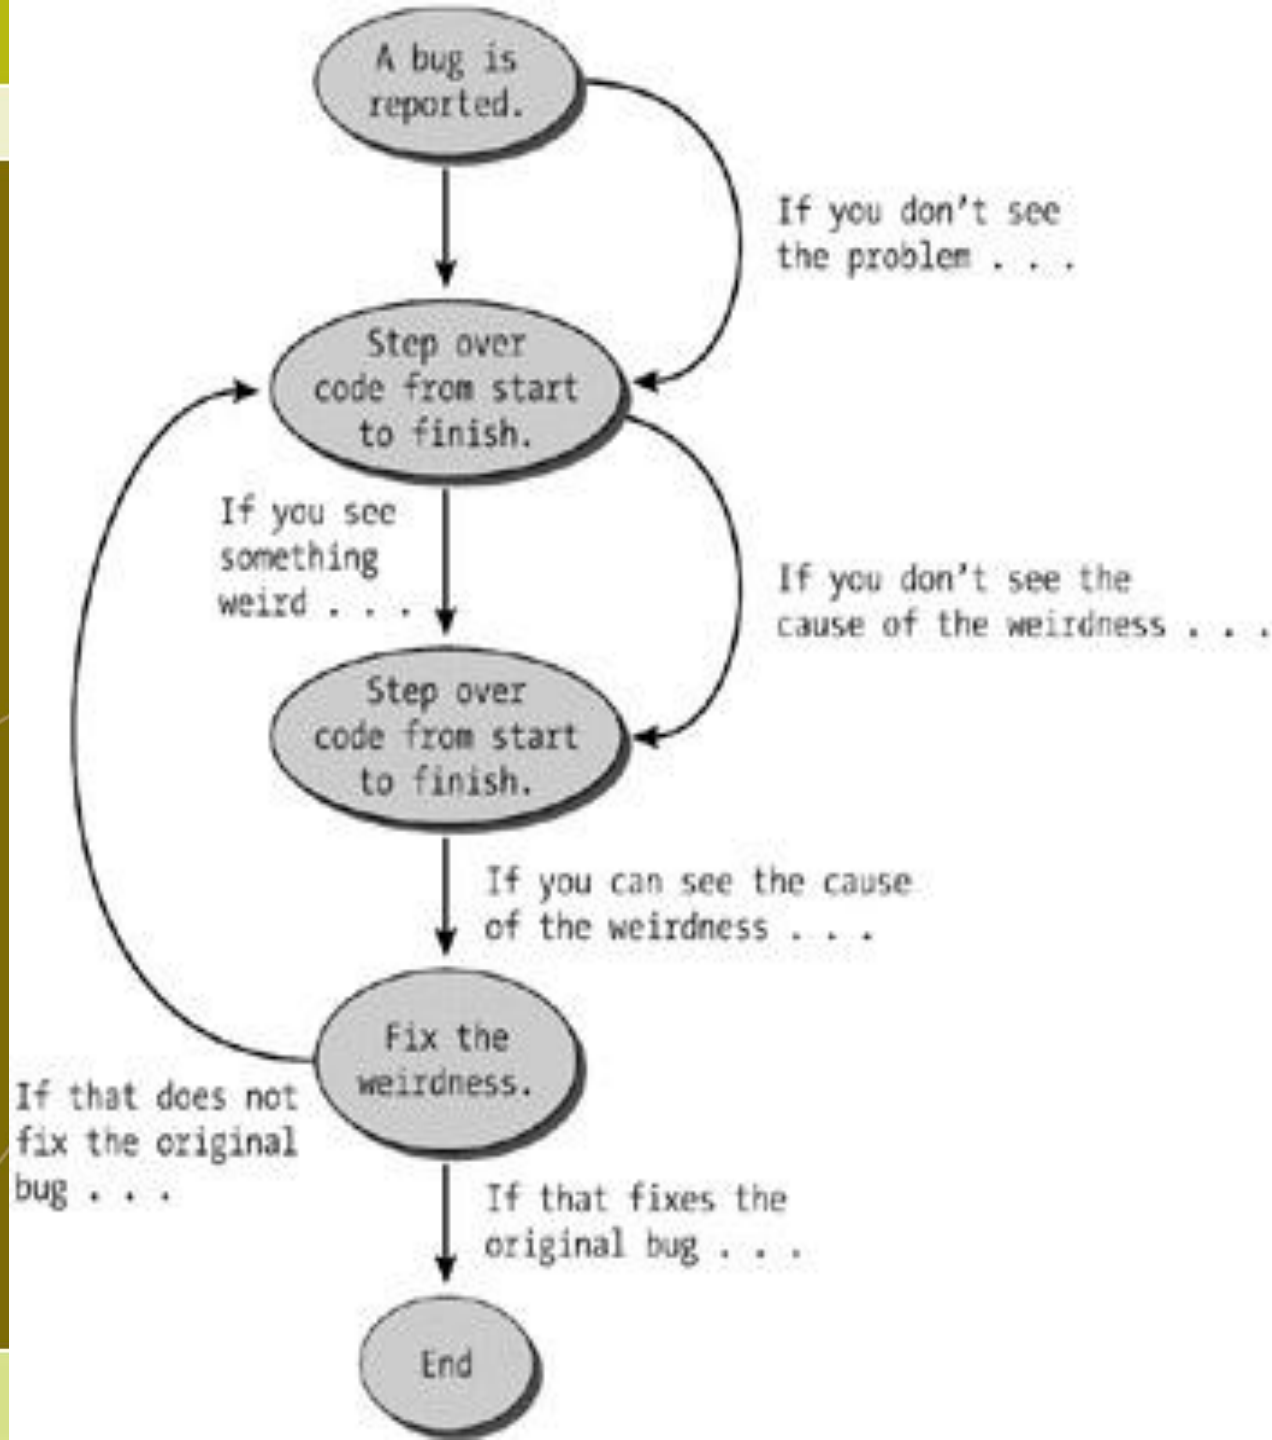 A bug is
reported.
If you don't see
the problem . . .
Step over
code from start
to finish.
If you see
something
weird . . .
If you don't see the
cause of the weirdness . . .
Step over
code from start
to finish.
If you can see the cause
of the weirdness . . .
Fix the
weirdness.
If that does not
fix the original
bug . . .
If that fixes the
original bug . . .
End